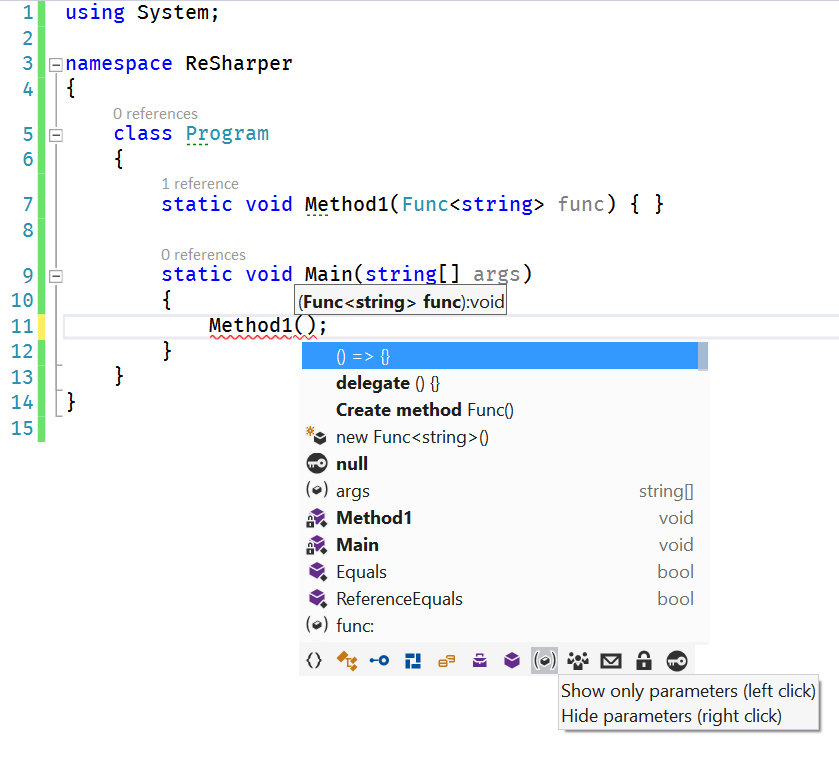 1 using System;
2
3 namespace ReSharper
4 {
0 references
5 class Program
6 {
1 reference
7 static void Method1(Func<string> func) { }
8
0 references
9 static void Main(string[] args)
(Func<string> func):void
10 {
11 Method1();
12 }
13 }
14 }
15
() => {}
delegate () {}
Create method Func()
new Func<string>()
null
args string[]
Method1 void
Main void
Equals bool
ReferenceEquals bool
func:
Show only parameters (left click)
Hide parameters (right click)